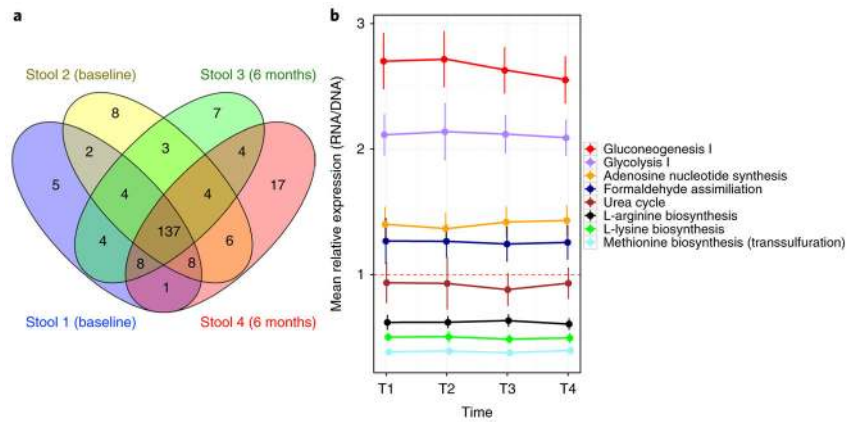 a
Stool 2 (baseline)
Stool 3 (6 months)
8
7
2
3
4
5
4
4
17
137
4
6
8
8
1
Stool 1 (baseline)
Stool 4 (6 months)
b
Mean relative expression (RNA/DNA)
3
2
1
T1
T2
T3
T4
Time
Gluconeogenesis I
Glycolysis I
Adenosine nucleotide synthesis
Formaldehyde assimiliation
Urea cycle
L-arginine biosynthesis
L-lysine biosynthesis
Methionine biosynthesis (transsulfuration)